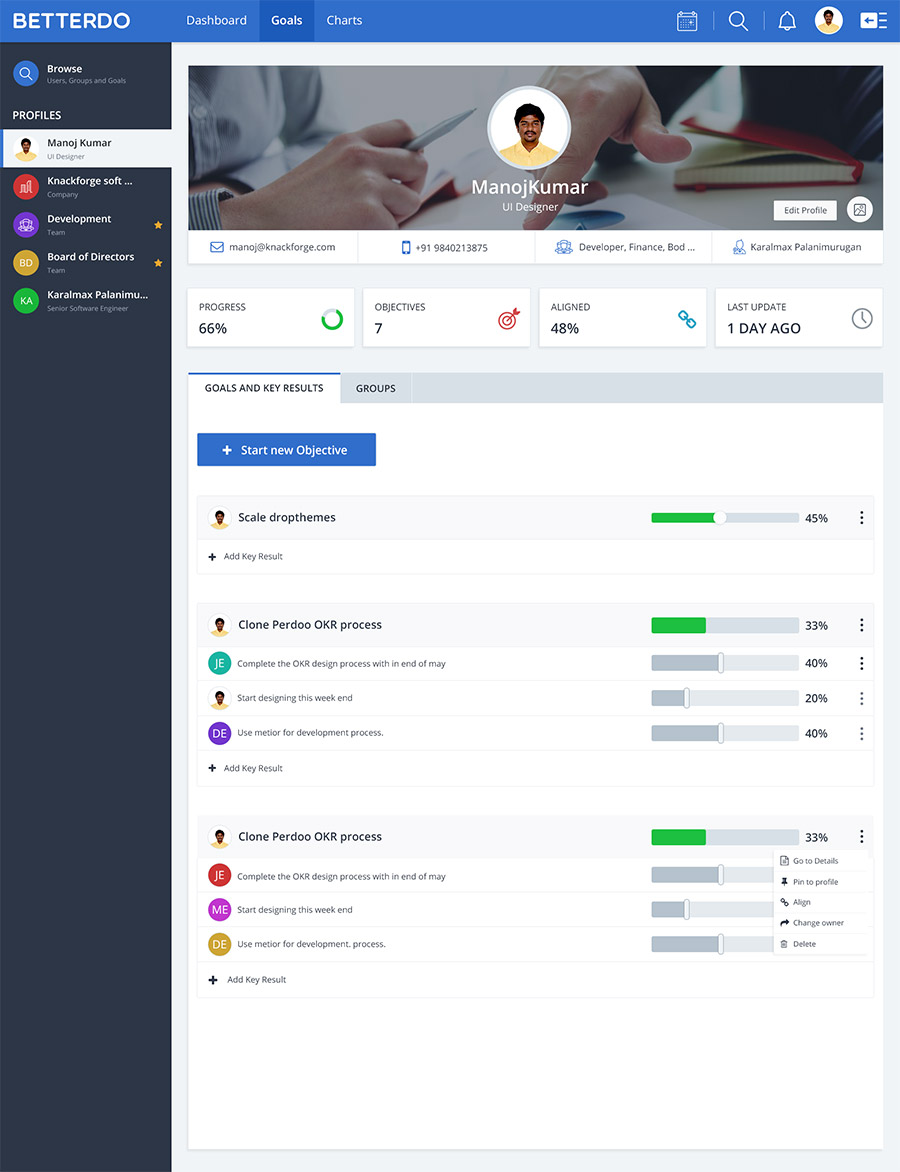 BETTERDO
Dashboard
Goals
Charts
Browse
Users, Groups and Goals
PROFILES
Manoj Kumar
UI Designer
Knackforge soft ...
Company
Development
Team
BD
Board of Directors
Team
KA
Karalmax Palanimu...
Senior Software Engineer
ManojKumar
UI Designer
Edit Profile
manoj@knackforge.com
+91 9840213875
Developer, Finance, Bod ...
Karalmax Palanimurugan
PROGRESS
66%
OBJECTIVES
7
ALIGNED
48%
LAST UPDATE
1 DAY AGO
GOALS AND KEY RESULTS
GROUPS
+ Start new Objective
Scale dropthemes
45%
+ Add Key Result
Clone Perdoo OKR process
33%
JE Complete the OKR design process with in end of may
40%
Start designing this week end
20%
DE Use metior for development process.
40%
+ Add Key Result
Clone Perdoo OKR process
33%
JE Complete the OKR design process with in end of may
ME Start designing this week end
DE Use metior for development. process.
+ Add Key Result
Go to Details
Pin to profile
Align
Change owner
Delete